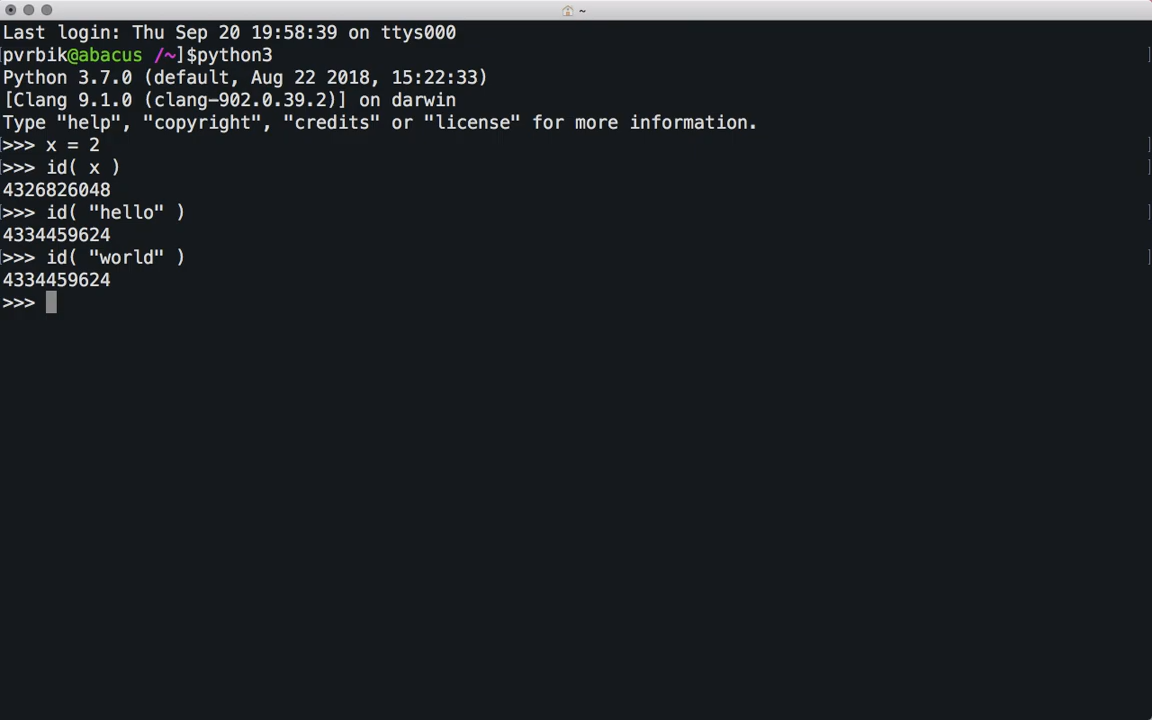 ~
Last login: Thu Sep 20 19:58:39 on ttys000
[pvrbik@abacus /~]$python3
Python 3.7.0 (default, Aug 22 2018, 15:22:33)
[Clang 9.1.0 (clang-902.0.39.2)] on darwin
Type "help", "copyright", "credits" or "license" for more information.
[>>> x = 2
[>>> id( x )
4326826048
[>>> id( "hello" )
4334459624
[>>> id( "world" )
4334459624
>>>